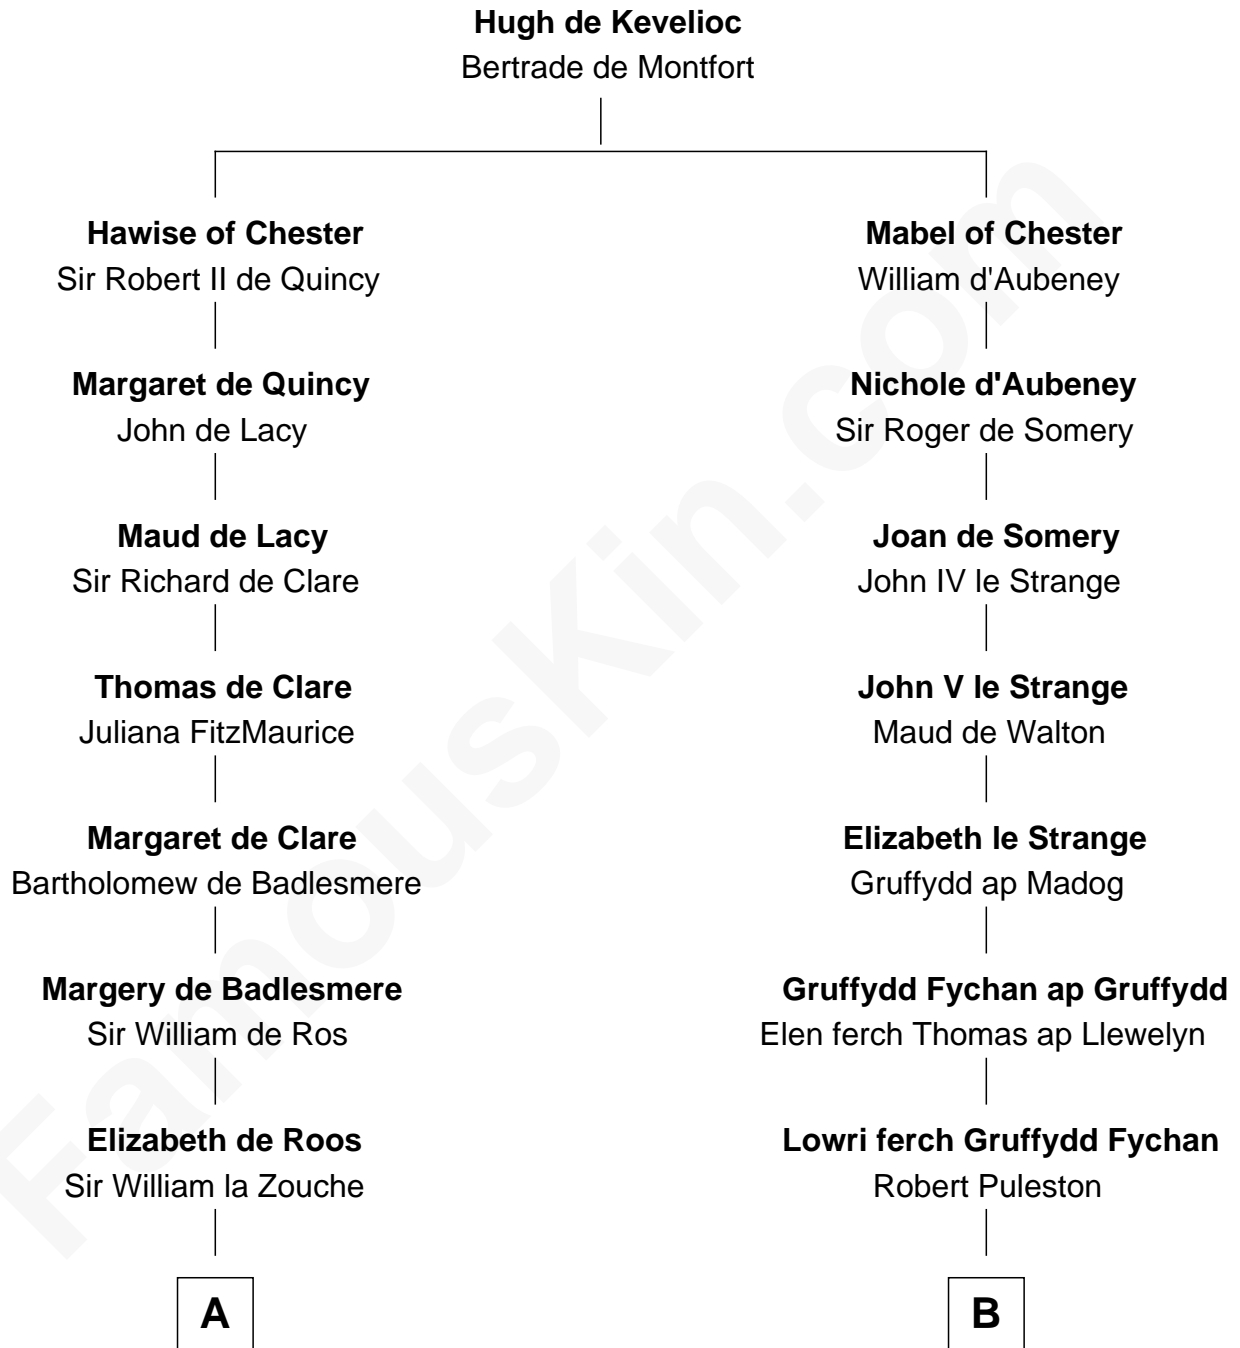 Hugh de Kevelioc
Bertrade de Montfort
Hawise of Chester
Sir Robert II de Quincy
Mabel of Chester
William d'Aubeney
Margaret de Quincy
John de Lacy
Nichole d'Aubeney
Sir Roger de Somery
Maud de Lacy
Sir Richard de Clare
Joan de Somery
John IV le Strange
Thomas de Clare
Juliana FitzMaurice
John V le Strange
Maud de Walton
Margaret de Clare
Bartholomew de Badlesmere
Elizabeth le Strange
Gruffydd ap Madog
Margery de Badlesmere
Sir William de Ros
Gruffydd Fychan ap Gruffydd
Elen ferch Thomas ap Llewelyn
Elizabeth de Roos
Sir William la Zouche
Lowri ferch Gruffydd Fychan
Robert Puleston
A
B
FamousKin.com